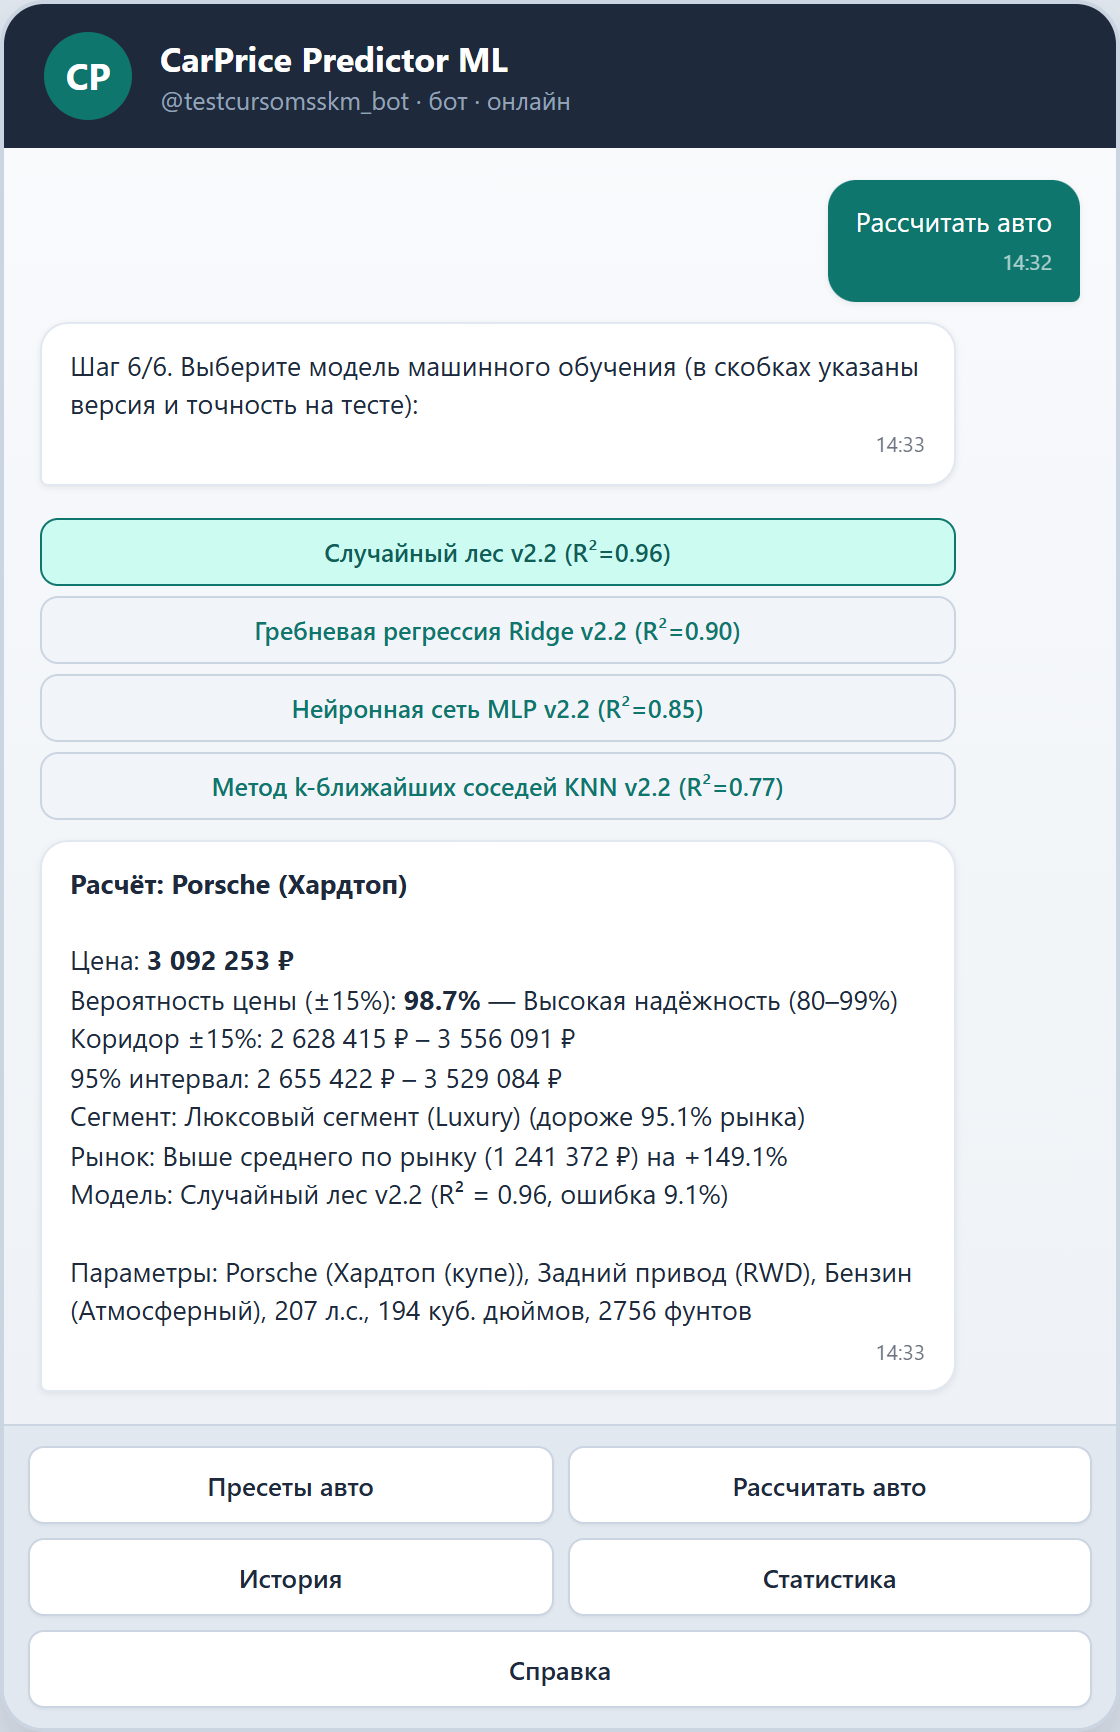 CP
CarPrice Predictor ML
@testcursomsskm_bot · бот · онлайн
Рассчитать авто
14:32
Шаг 6/6. Выберите модель машинного обучения (в скобках указаны
версия и точность на тесте):
14:33
Случайный лес v2.2 (R²=0.96)
Гребневая регрессия Ridge v2.2 (R²=0.90)
Нейронная сеть MLP v2.2 (R²=0.85)
Метод k-ближайших соседей KNN v2.2 (R²=0.77)
Расчёт: Porsche (Хардтоп)
Цена: 3 092 253 ₽
Вероятность цены (±15%): 98.7% — Высокая надёжность (80–99%)
Коридор ±15%: 2 628 415 ₽ – 3 556 091 ₽
95% интервал: 2 655 422 ₽ – 3 529 084 ₽
Сегмент: Люксовый сегмент (Luxury) (дороже 95.1% рынка)
Рынок: Выше среднего по рынку (1 241 372 ₽) на +149.1%
Модель: Случайный лес v2.2 (R² = 0.96, ошибка 9.1%)
Параметры: Porsche (Хардтоп (купе)), Задний привод (RWD), Бензин
(Атмосферный), 207 л.с., 194 куб. дюймов, 2756 фунтов
14:33
Пресеты авто
Рассчитать авто
История
Статистика
Справка